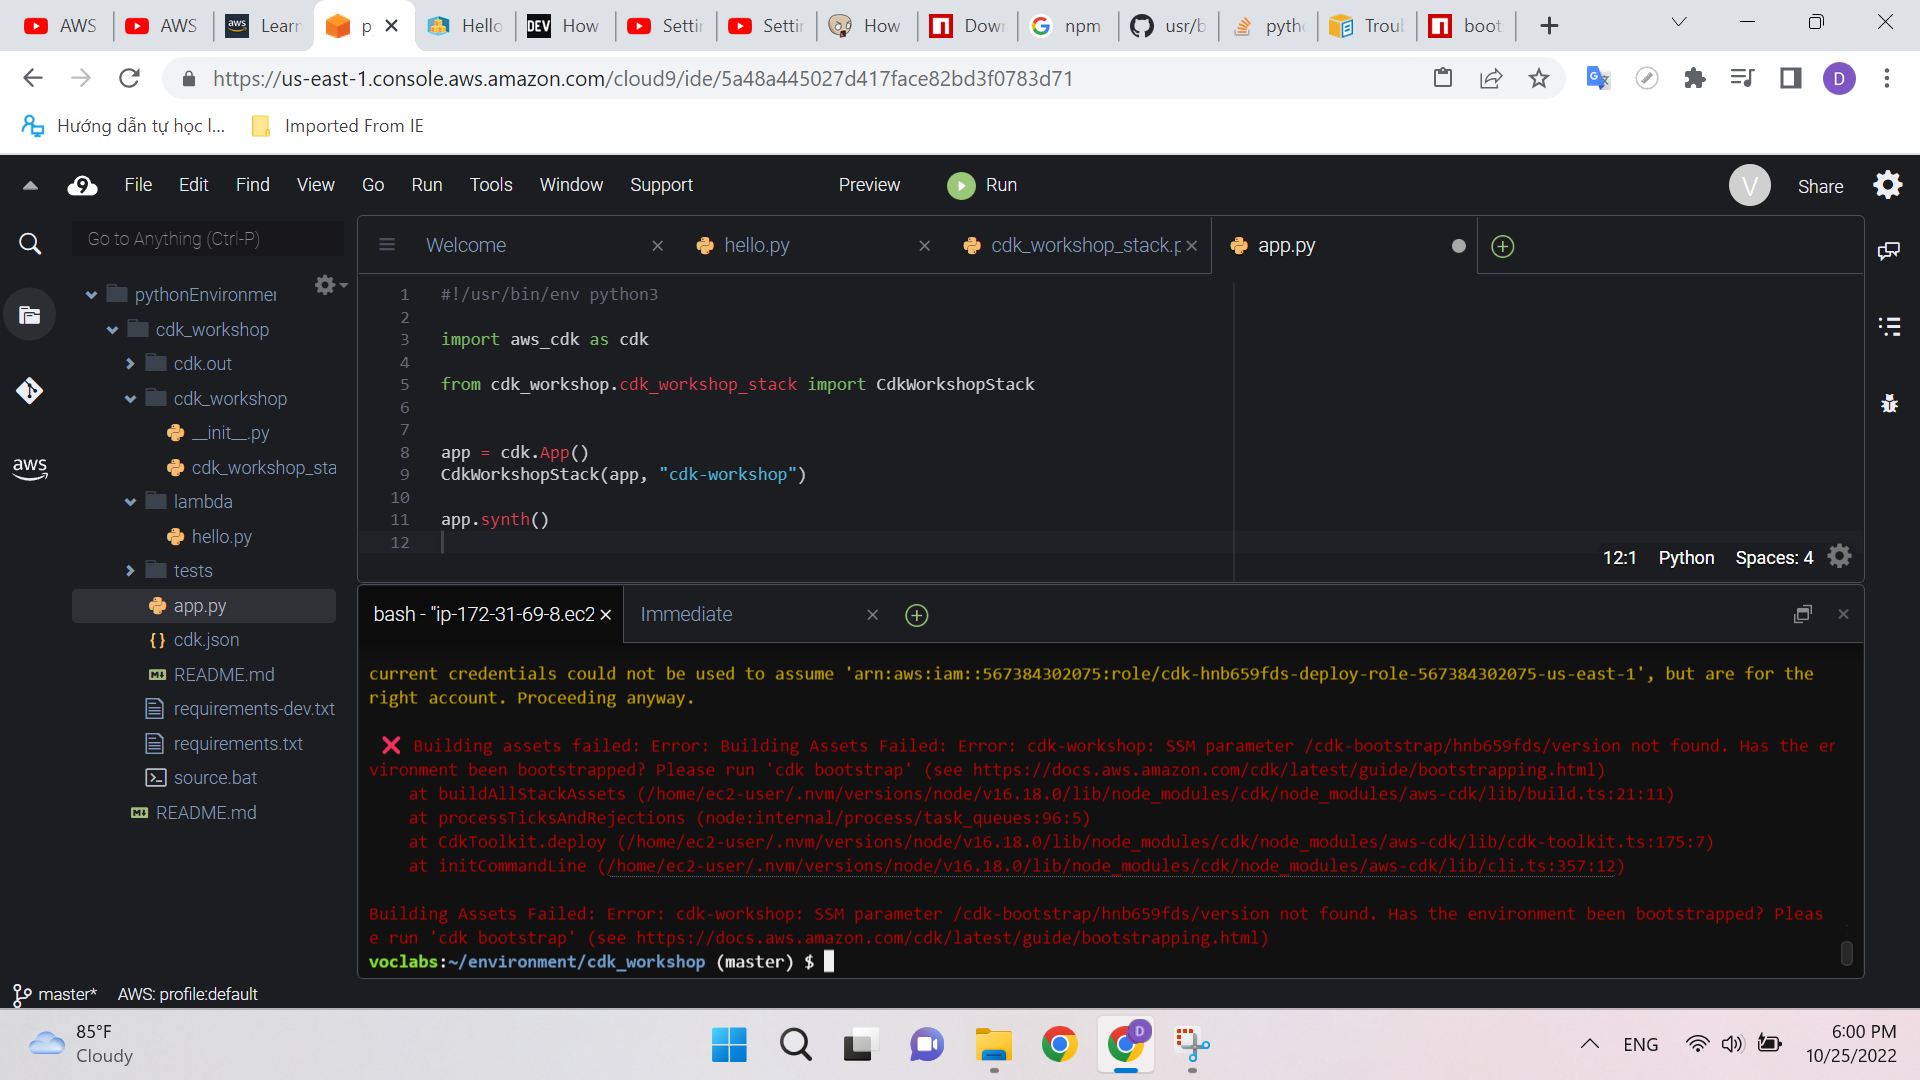 AWS
AWS
Learn
p
Hello
DEV How
Settin
Settin
How
Down
npm
usr/b
pytho
Troul
boot
https://us-east-1.console.aws.amazon.com/cloud9/ide/5a48a445027d417face82bd3f0783d71
D
Hướng dẫn tự học l...
Imported From IE
9
File
Edit
Find
View
Go
Run
Tools
Window
Support
Preview
Run
V
Share
Go to Anything (Ctrl-P)
Welcome
hello.py
cdk_workshop_stack.p
app.py
pythonEnvironmen
cdk_workshop
cdk.out
cdk_workshop
__init__.py
cdk_workshop_sta
lambda
hello.py
tests
app.py
{} cdk.json
README.md
requirements-dev.txt
requirements.txt
source.bat
README.md
aws
1 #!/usr/bin/env python3
2
3 import aws_cdk as cdk
4
5 from cdk_workshop.cdk_workshop_stack import CdkWorkshopStack
6
7
8 app = cdk.App()
9 CdkWorkshopStack(app, "cdk-workshop")
10
11 app.synth()
12
12:1 Python Spaces: 4
bash - "ip-172-31-69-8.ec2
Immediate
current credentials could not be used to assume 'arn:aws:iam::567384302075:role/cdk-hnb659fds-deploy-role-567384302075-us-east-1', but are for the
right account. Proceeding anyway.
❌ Building assets failed: Error: Building Assets Failed: Error: cdk-workshop: SSM parameter /cdk-bootstrap/hnb659fds/version not found. Has the en
vironment been bootstrapped? Please run 'cdk bootstrap' (see https://docs.aws.amazon.com/cdk/latest/guide/bootstrapping.html)
at buildAllStackAssets (/home/ec2-user/.nvm/versions/node/v16.18.0/lib/node_modules/cdk/node_modules/aws-cdk/lib/build.ts:21:11)
at processTicksAndRejections (node:internal/process/task_queues:96:5)
at CdkToolkit.deploy (/home/ec2-user/.nvm/versions/node/v16.18.0/lib/node_modules/cdk/node_modules/aws-cdk/lib/cdk-toolkit.ts:175:7)
at initCommandLine (/home/ec2-user/.nvm/versions/node/v16.18.0/lib/node_modules/cdk/node_modules/aws-cdk/lib/cli.ts:357:12)
Building Assets Failed: Error: cdk-workshop: SSM parameter /cdk-bootstrap/hnb659fds/version not found. Has the environment been bootstrapped? Pleas
e run 'cdk bootstrap' (see https://docs.aws.amazon.com/cdk/latest/guide/bootstrapping.html)
voclabs:~/environment/cdk_workshop (master) $
master*
AWS: profile:default
85°F
Cloudy
D
ENG
6:00 PM
10/25/2022